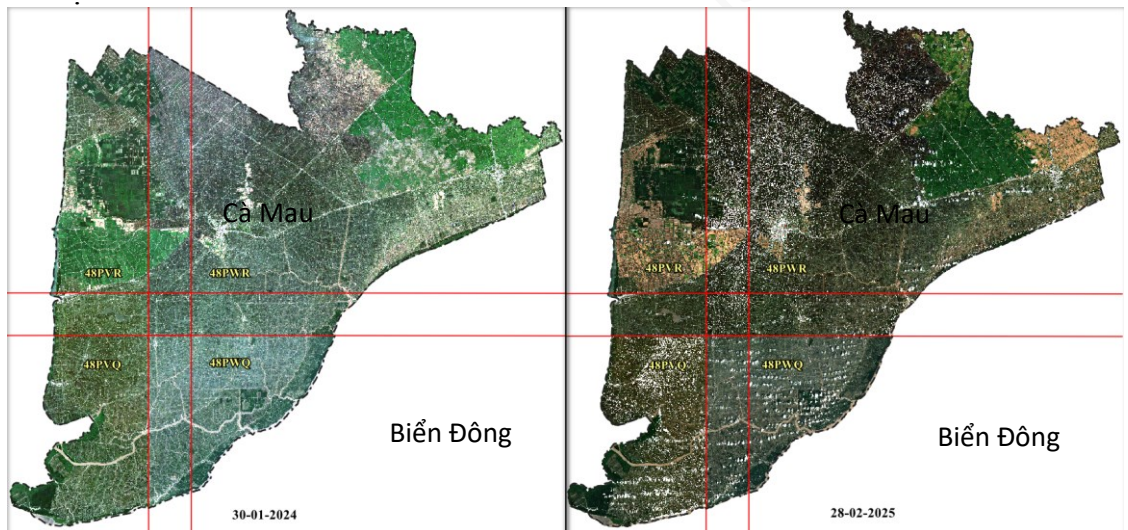 Cà Mau
48PVR
48PWR
48PVQ
48PWQ
Biển Đông
30-01-2024
Cà Mau
48PVR
48PWR
48PVQ
48PWQ
Biển Đông
28-02-2025